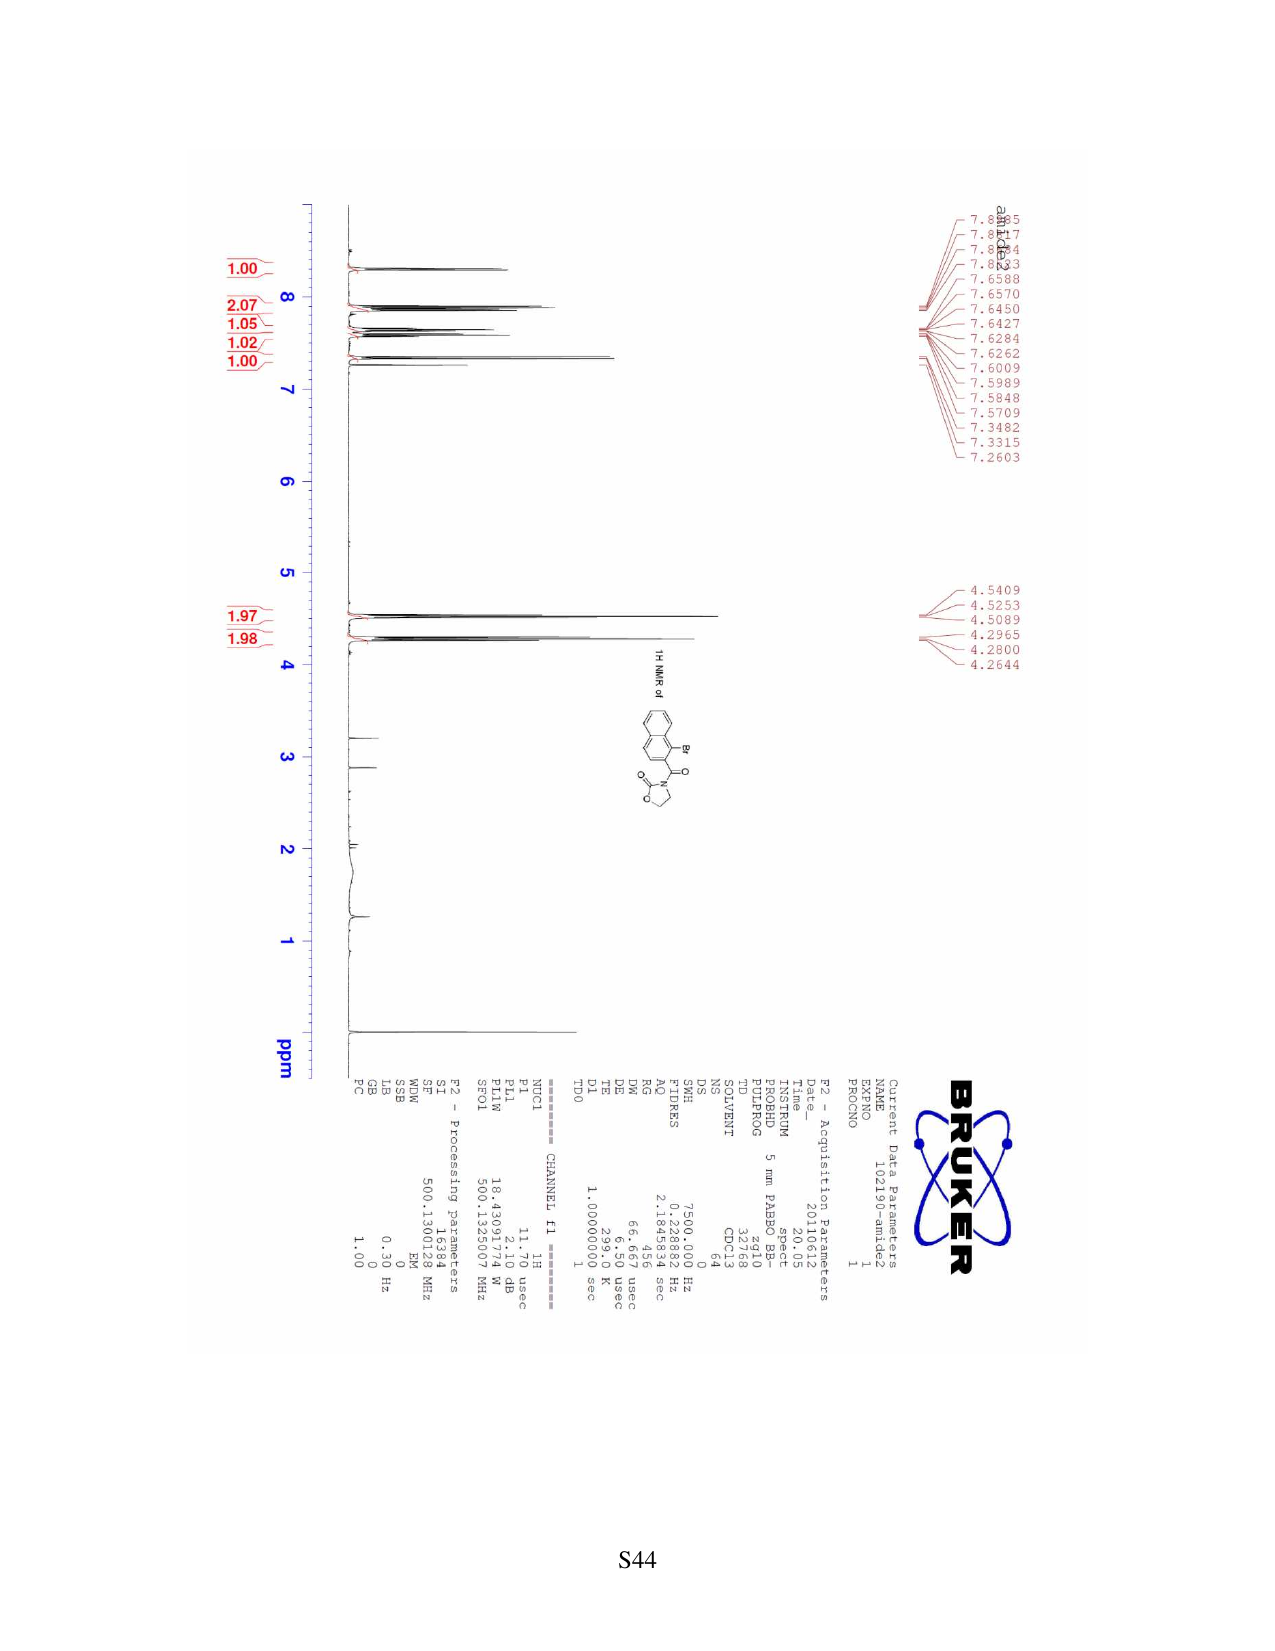 amide2
7.6588
7.6570
7.6450
7.6427
7.6284
7.6262
7.6009
7.5989
7.5848
7.5709
7.3482
7.3315
7.2603
4.5409
4.5253
4.5089
4.2965
4.2800
4.2644
BRUKER
Current Data Parameters
NAME 102190-amide2
EXPNO 1
PROCNO 1
F2 - Acquisition Parameters
Date_ 20110612
Time 20.05
INSTRUM spect
PROBHD 5 mm PABBO BB-
PULPROG zg10
TD 32768
SOLVENT CDCl3
NS 64
DS 0
SWH 7500.000 Hz
FIDRES 0.228882 Hz
AQ 2.1845834 sec
RG 456
DW 66.667 usec
DE 6.50 usec
TE 299.0 K
D1 1.00000000 sec
TD0 1
======== CHANNEL f1 ========
NUC1 1H
P1 11.70 usec
PL1 2.10 dB
PL1W 18.43091774 W
SFO1 500.1325007 MHz
F2 - Processing parameters
SI 16384
SF 500.1300128 MHz
WDW EM
SSB 0
LB 0.30 Hz
GB 0
PC 1.00
1H NMR of
Br
O
N
O
O
8 7 6 5 4 3 2 1 ppm
1.00
2.07
1.05
1.02
1.00
1.97
1.98
S44